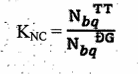 K_NC = N_bq^TT / N_bq^ĐG